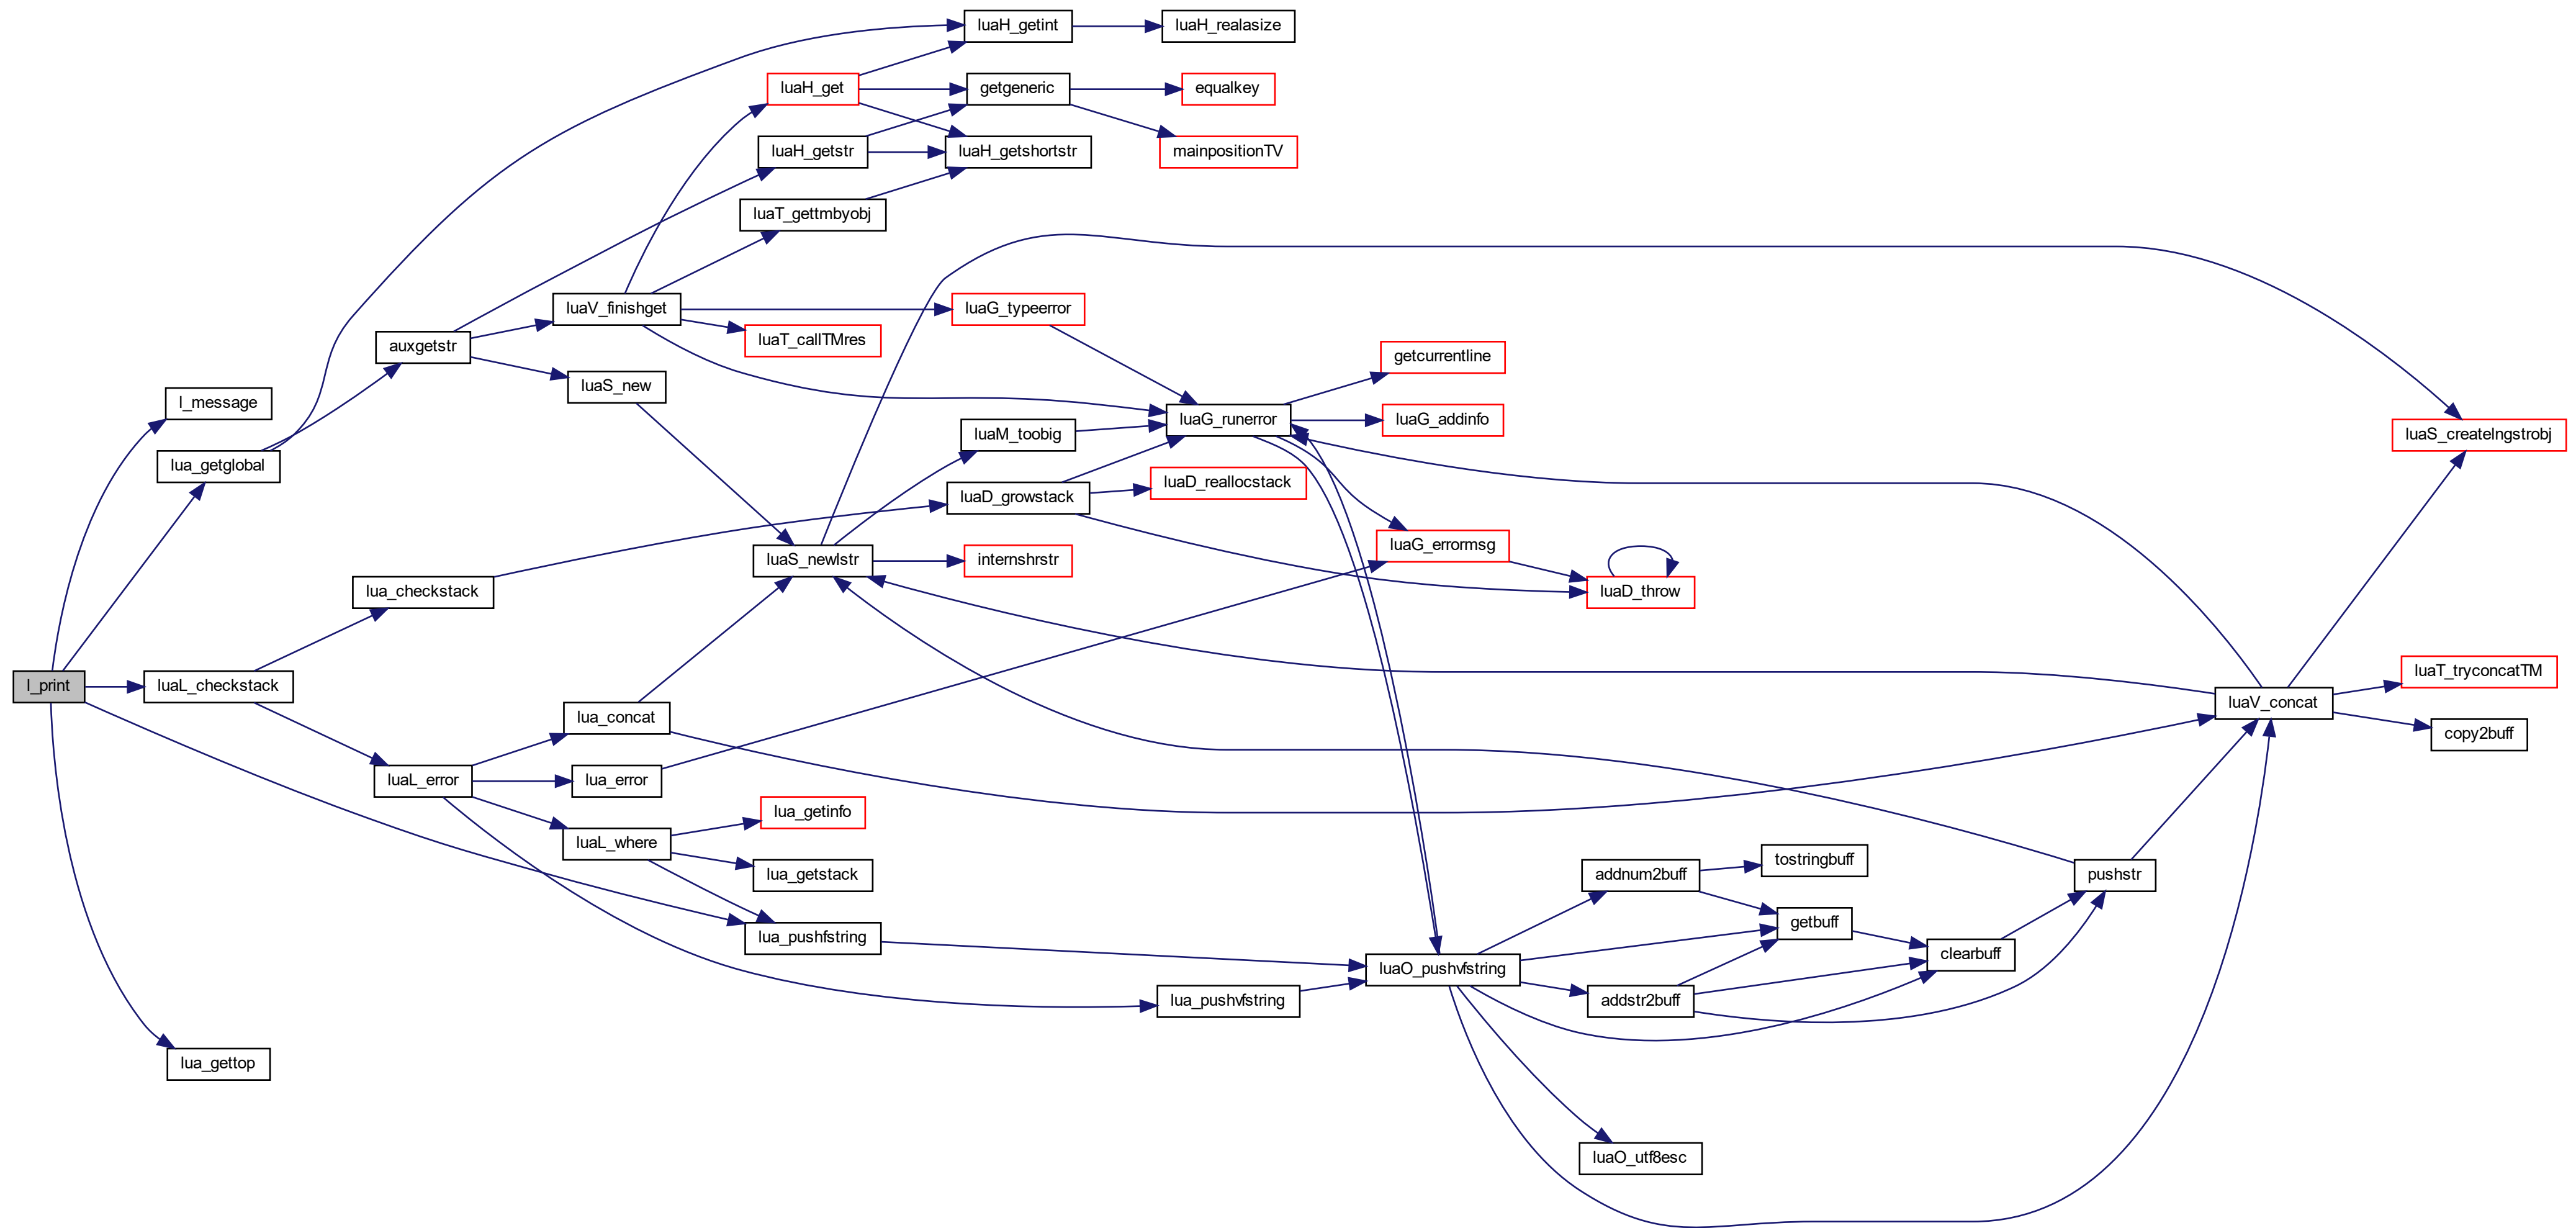 luaH_getint
luaH_realasize
luaH_get
getgeneric
equalkey
luaH_getstr
luaH_getshortstr
mainpositionTV
luaT_gettmbyobj
luaV_finishget
luaG_typeerror
luaT_callTMres
auxgetstr
getcurrentline
luaS_new
l_message
luaG_runerror
luaG_addinfo
luaM_toobig
luaS_createlngstrobj
lua_getglobal
luaD_growstack
luaD_reallocstack
luaG_errormsg
luaS_newlstr
internshrstr
lua_checkstack
luaD_throw
l_print
luaL_checkstack
luaT_tryconcatTM
lua_concat
luaV_concat
copy2buff
luaL_error
lua_error
lua_getinfo
luaL_where
tostringbuff
lua_getstack
addnum2buff
pushstr
getbuff
lua_pushfstring
clearbuff
luaO_pushvfstring
lua_pushvfstring
addstr2buff
lua_gettop
luaO_utf8esc